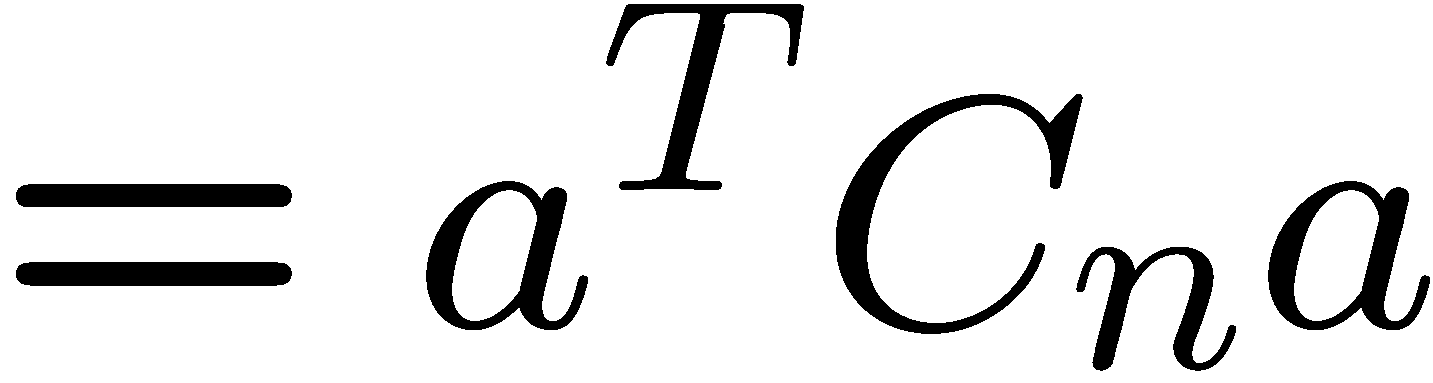 = a^T C_n a